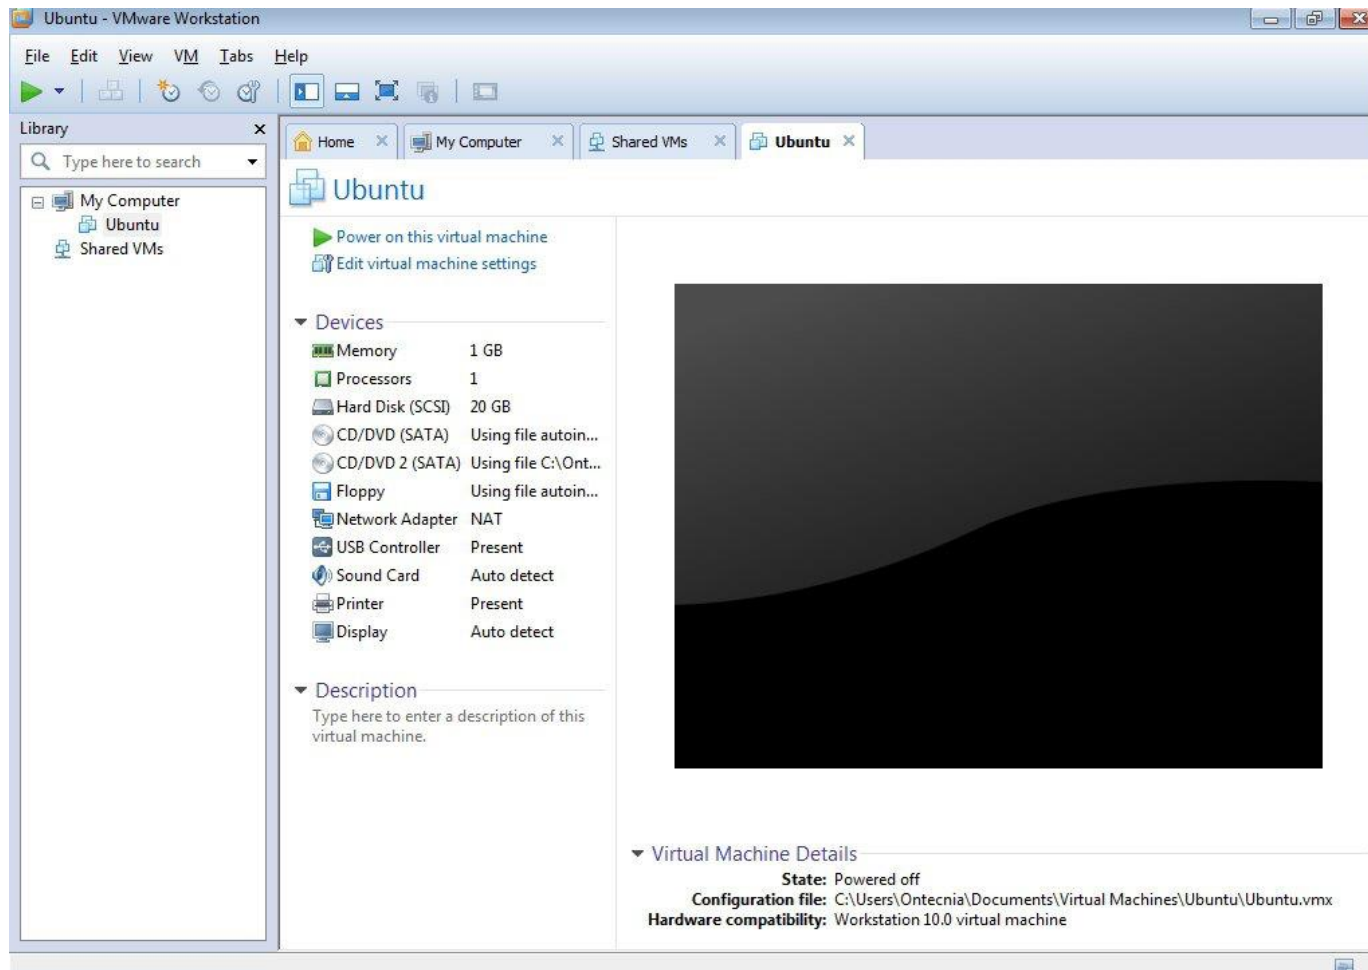 Ubuntu - VMware Workstation
File Edit View VM Tabs Help
Library
Type here to search
My Computer
Ubuntu
Shared VMs
Home
My Computer
Shared VMs
Ubuntu
Ubuntu
Power on this virtual machine
Edit virtual machine settings
Devices
Memory 1 GB
Processors 1
Hard Disk (SCSI) 20 GB
CD/DVD (SATA) Using file autoin...
CD/DVD 2 (SATA) Using file C:\Ont...
Floppy Using file autoin...
Network Adapter NAT
USB Controller Present
Sound Card Auto detect
Printer Present
Display Auto detect
Description
Type here to enter a description of this
virtual machine.
Virtual Machine Details
State: Powered off
Configuration file: C:\Users\Ontecnia\Documents\Virtual Machines\Ubuntu\Ubuntu.vmx
Hardware compatibility: Workstation 10.0 virtual machine